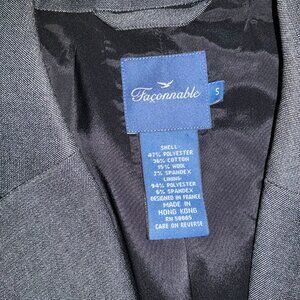 Façonnable
S
SHELL:
47% POLYESTER
36% COTTON
15% WOOL
2% SPANDEX
LINING:
94% POLYESTER
6% SPANDEX
DESIGNED IN FRANCE
MADE IN
HONG KONG
RN 50005
CARE ON REVERSE